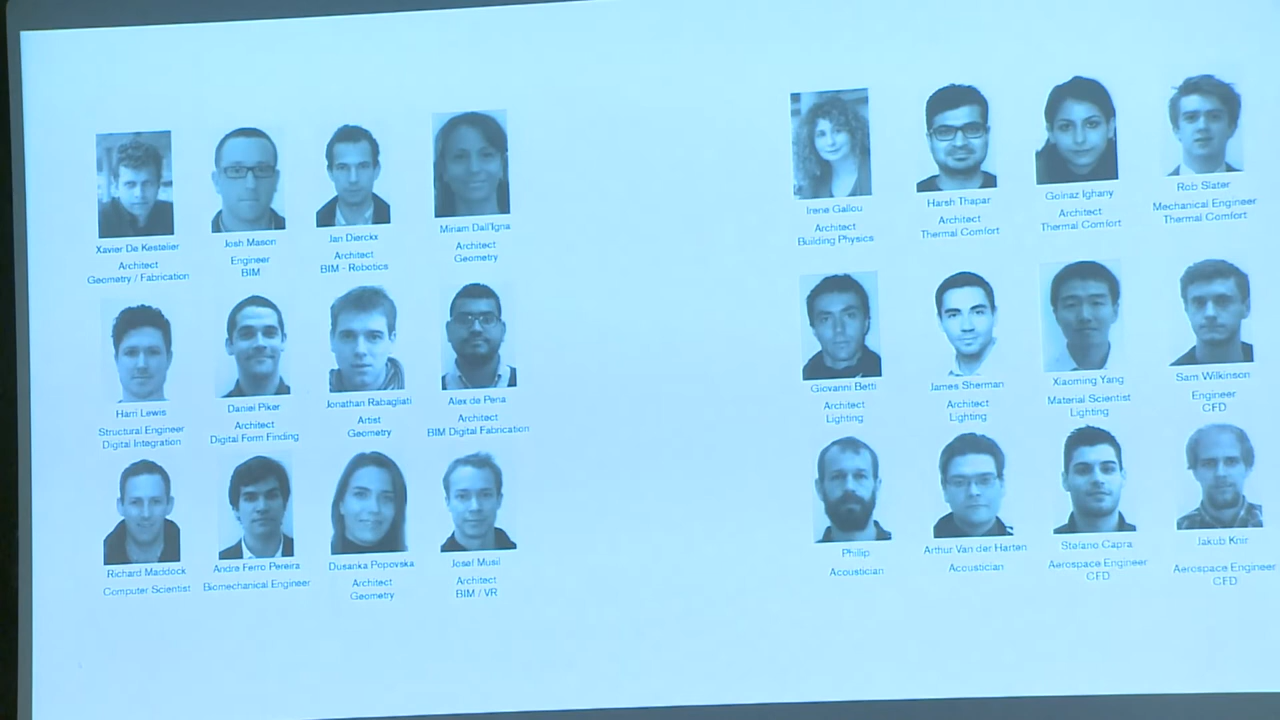 Xavier De Kestelier
Architect
Geometry / Fabrication
Josh Mason
Engineer
BIM
Jan Dierckx
Architect
BIM - Robotics
Miriam Dall'Igna
Architect
Geometry
Irene Gallou
Architect
Building Physics
Harsh Thapar
Architect
Thermal Comfort
Golnaz Ighany
Architect
Thermal Comfort
Rob Slater
Mechanical Engineer
Thermal Comfort
Harri Lewis
Structural Engineer
Digital Integration
Daniel Piker
Architect
Digital Form Finding
Jonathan Rabagliati
Artist
Geometry
Alex de Pena
Architect
BIM Digital Fabrication
Giovanni Betti
Architect
Lighting
James Sherman
Architect
Lighting
Xiaoming Yang
Material Scientist
Lighting
Sam Wilkinson
Engineer
CFD
Richard Maddock
Computer Scientist
Andre Ferro Pereira
Biomechanical Engineer
Dusanka Popovska
Architect
Geometry
Josef Musil
Architect
BIM / VR
Phillip
Acoustician
Arthur Van der Harten
Acoustician
Stefano Capra
Aerospace Engineer
CFD
Jakub Knir
Aerospace Engineer
CFD